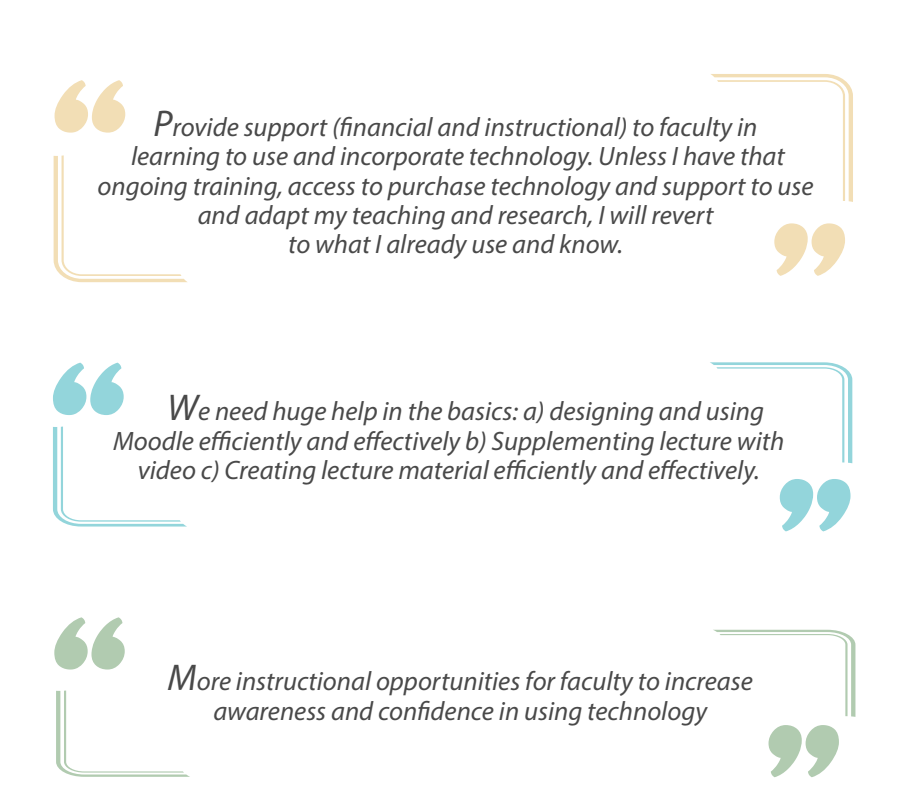 Provide support (financial and instructional) to faculty in
learning to use and incorporate technology. Unless I have that
ongoing training, access to purchase technology and support to use
and adapt my teaching and research, I will revert
to what I already use and know.
We need huge help in the basics: a) designing and using
Moodle efficiently and effectively b) Supplementing lecture with
video c) Creating lecture material efficiently and effectively.
More instructional opportunities for faculty to increase
awareness and confidence in using technology